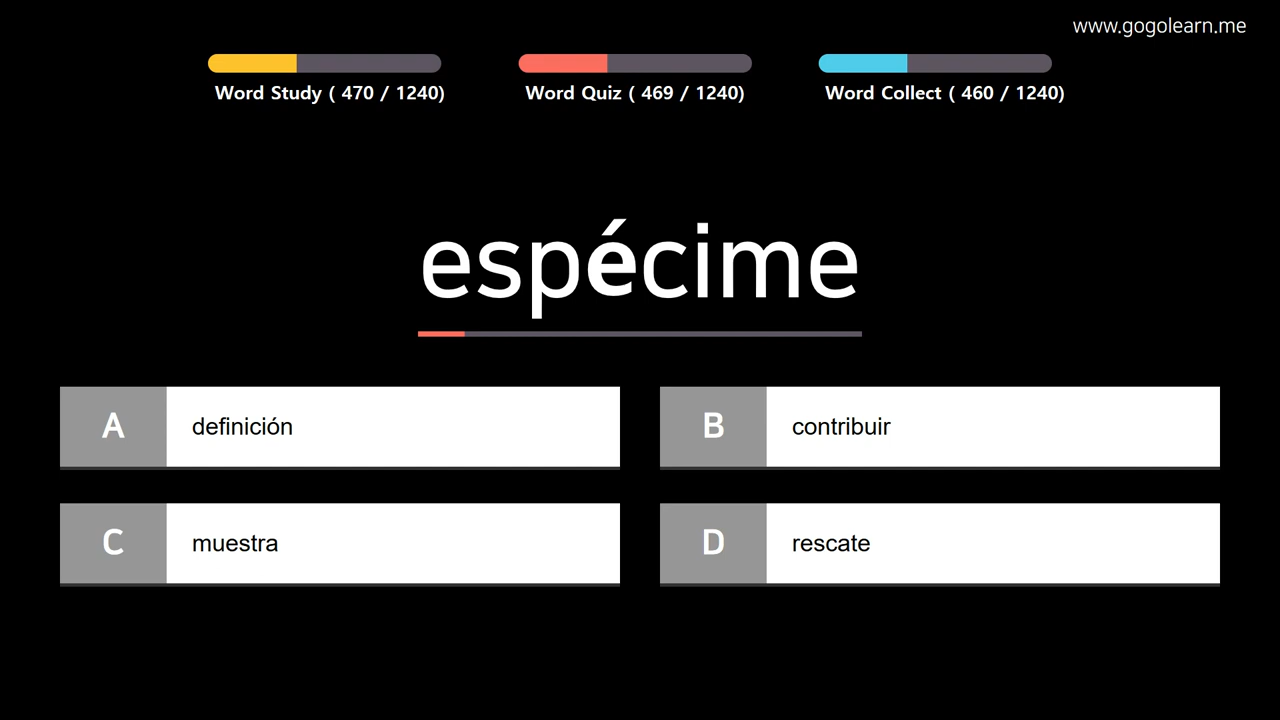 www.gogolearn.me
Word Study ( 470 / 1240)
Word Quiz ( 469 / 1240)
Word Collect ( 460 / 1240)
espécime
A definición
B contribuir
C muestra
D rescate